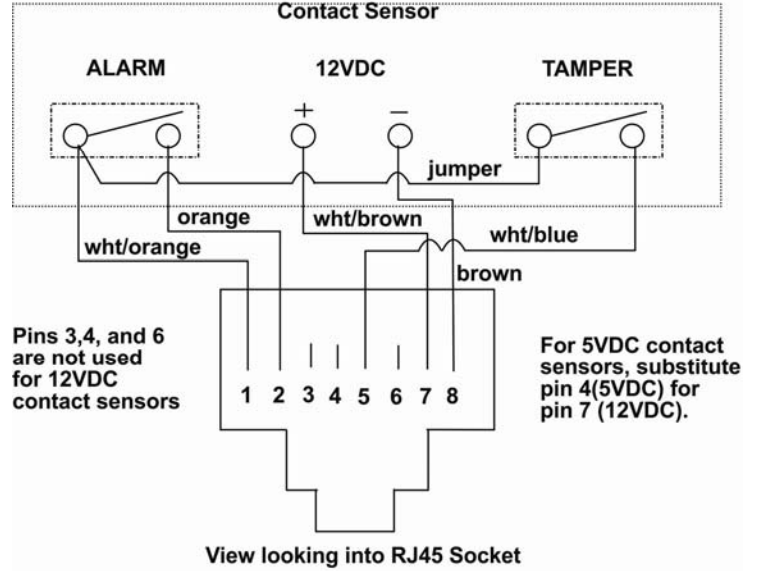 Contact Sensor
ALARM
12VDC
TAMPER
+
−
jumper
orange
wht/brown
wht/blue
wht/orange
brown
Pins 3,4, and 6
are not used
for 12VDC
contact sensors
For 5VDC contact
sensors, substitute
pin 4(5VDC) for
pin 7 (12VDC).
1 2 3 4 5 6 7 8
View looking into RJ45 Socket